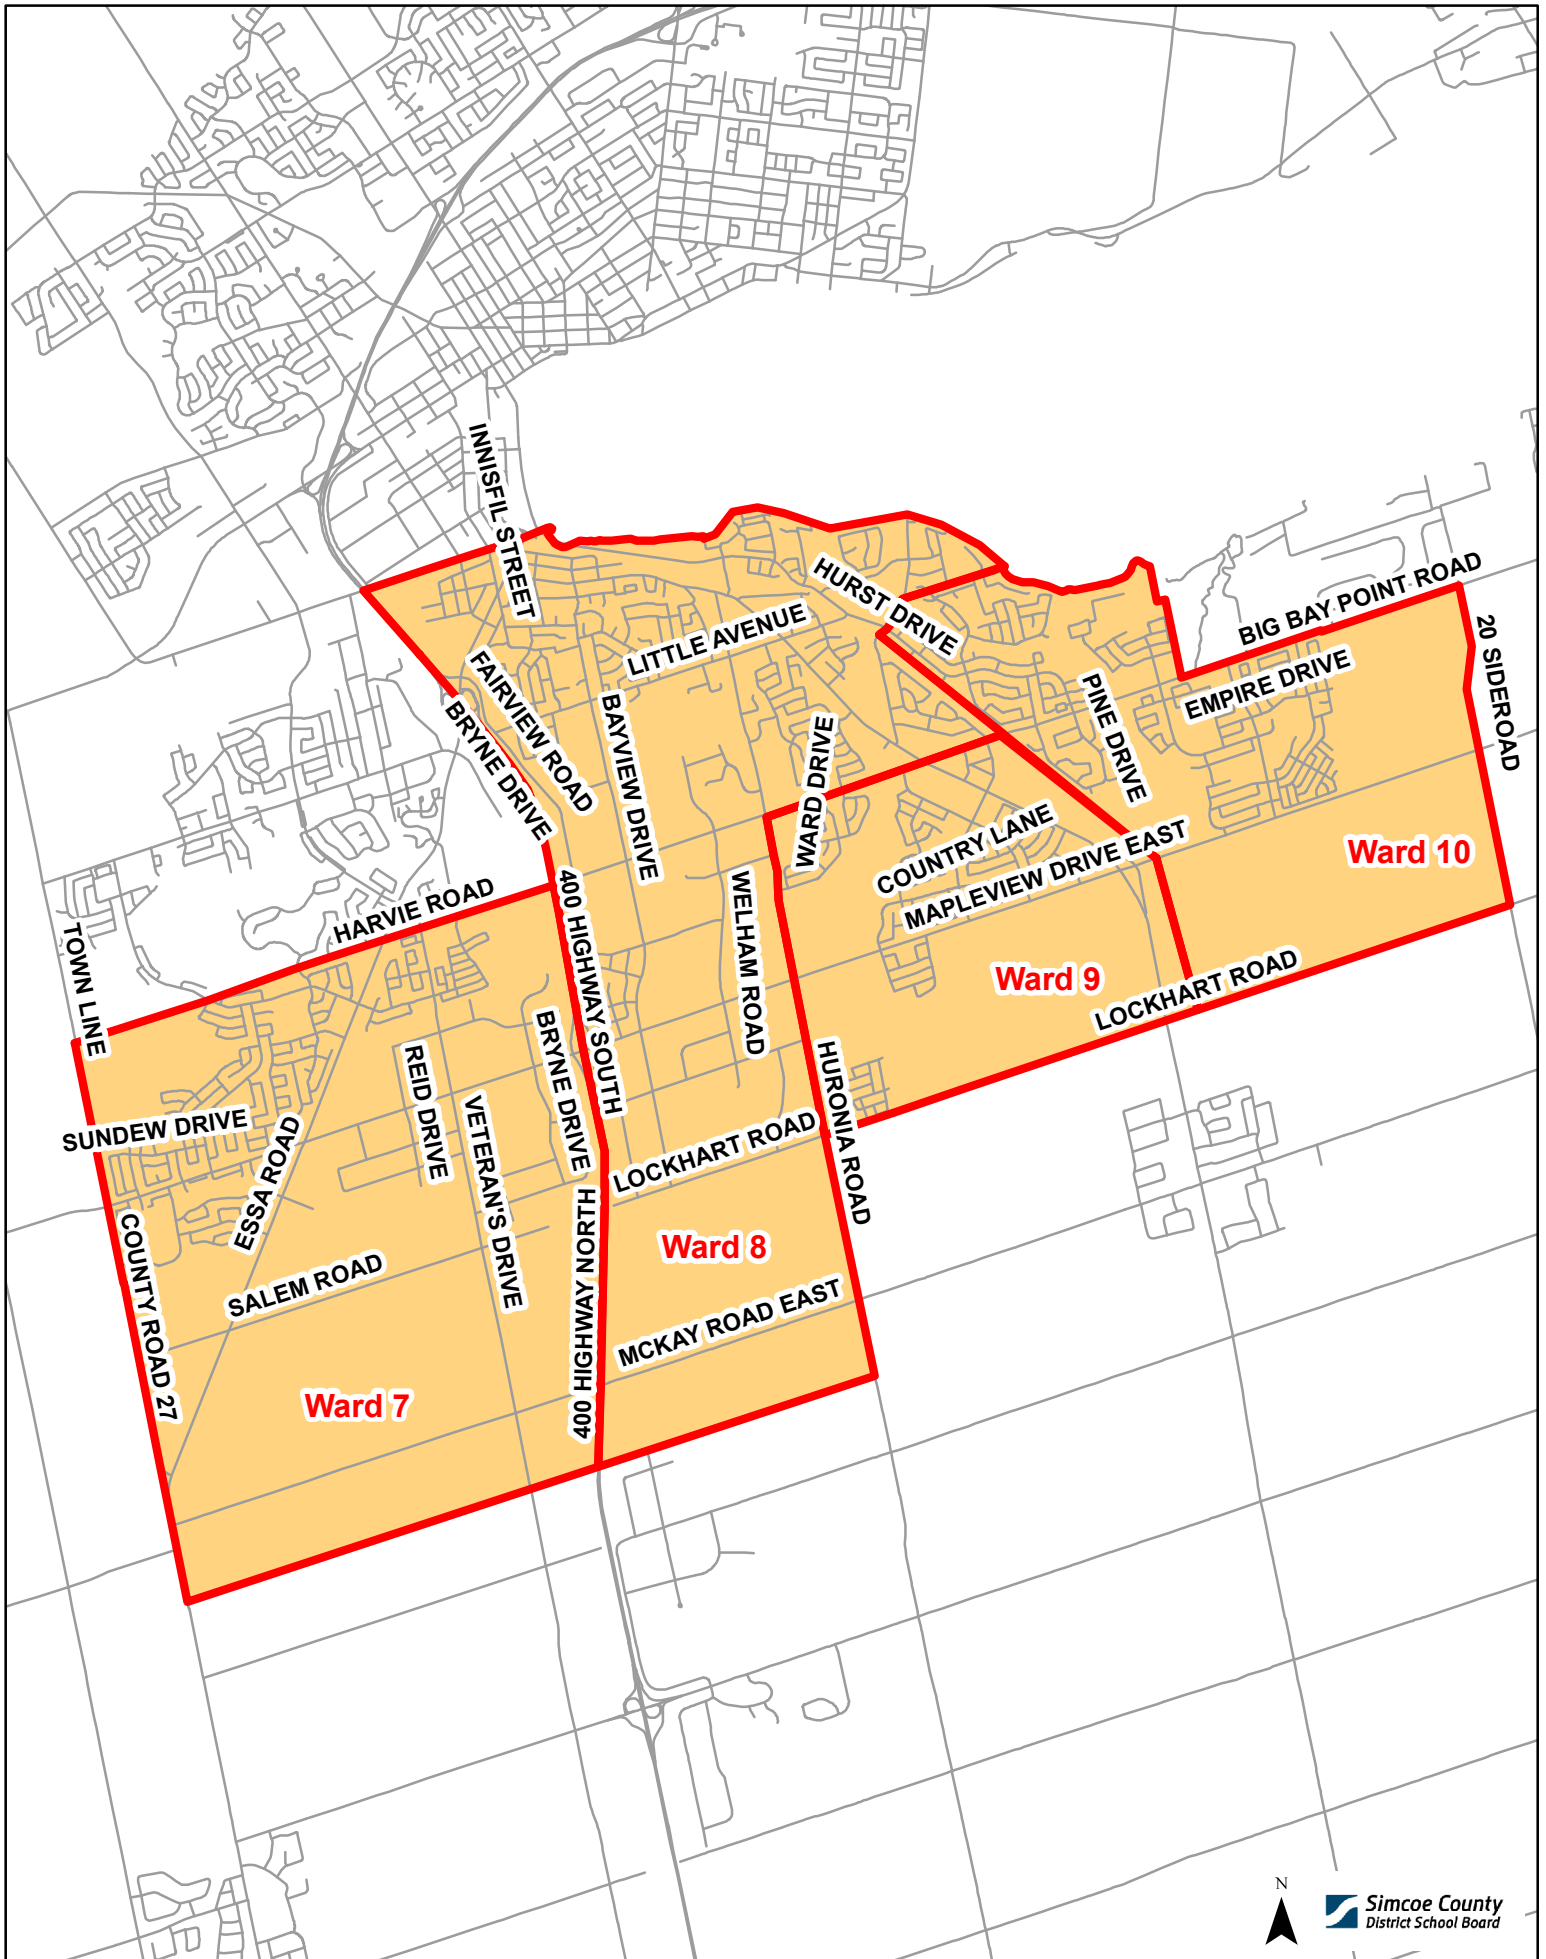 INNISFIL STREET
HURST DRIVE
BIG BAY POINT ROAD
LITTLE AVENUE
20 SIDEROAD
EMPIRE DRIVE
FAIRVIEW ROAD
PINE DRIVE
BAYVIEW DRIVE
BRYNE DRIVE
WARD DRIVE
COUNTRY LANE
MAPLEVIEW DRIVE EAST
Ward 10
HARVIE ROAD
400 HIGHWAY SOUTH
WELHAM ROAD
TOWN LINE
Ward 9
LOCKHART ROAD
BRYNE DRIVE
REID DRIVE
HURONIA ROAD
SUNDEW DRIVE
ESSA ROAD
VETERAN'S DRIVE
LOCKHART ROAD
400 HIGHWAY NORTH
COUNTY ROAD 27
Ward 8
SALEM ROAD
MCKAY ROAD EAST
Ward 7
N
Simcoe County
District School Board